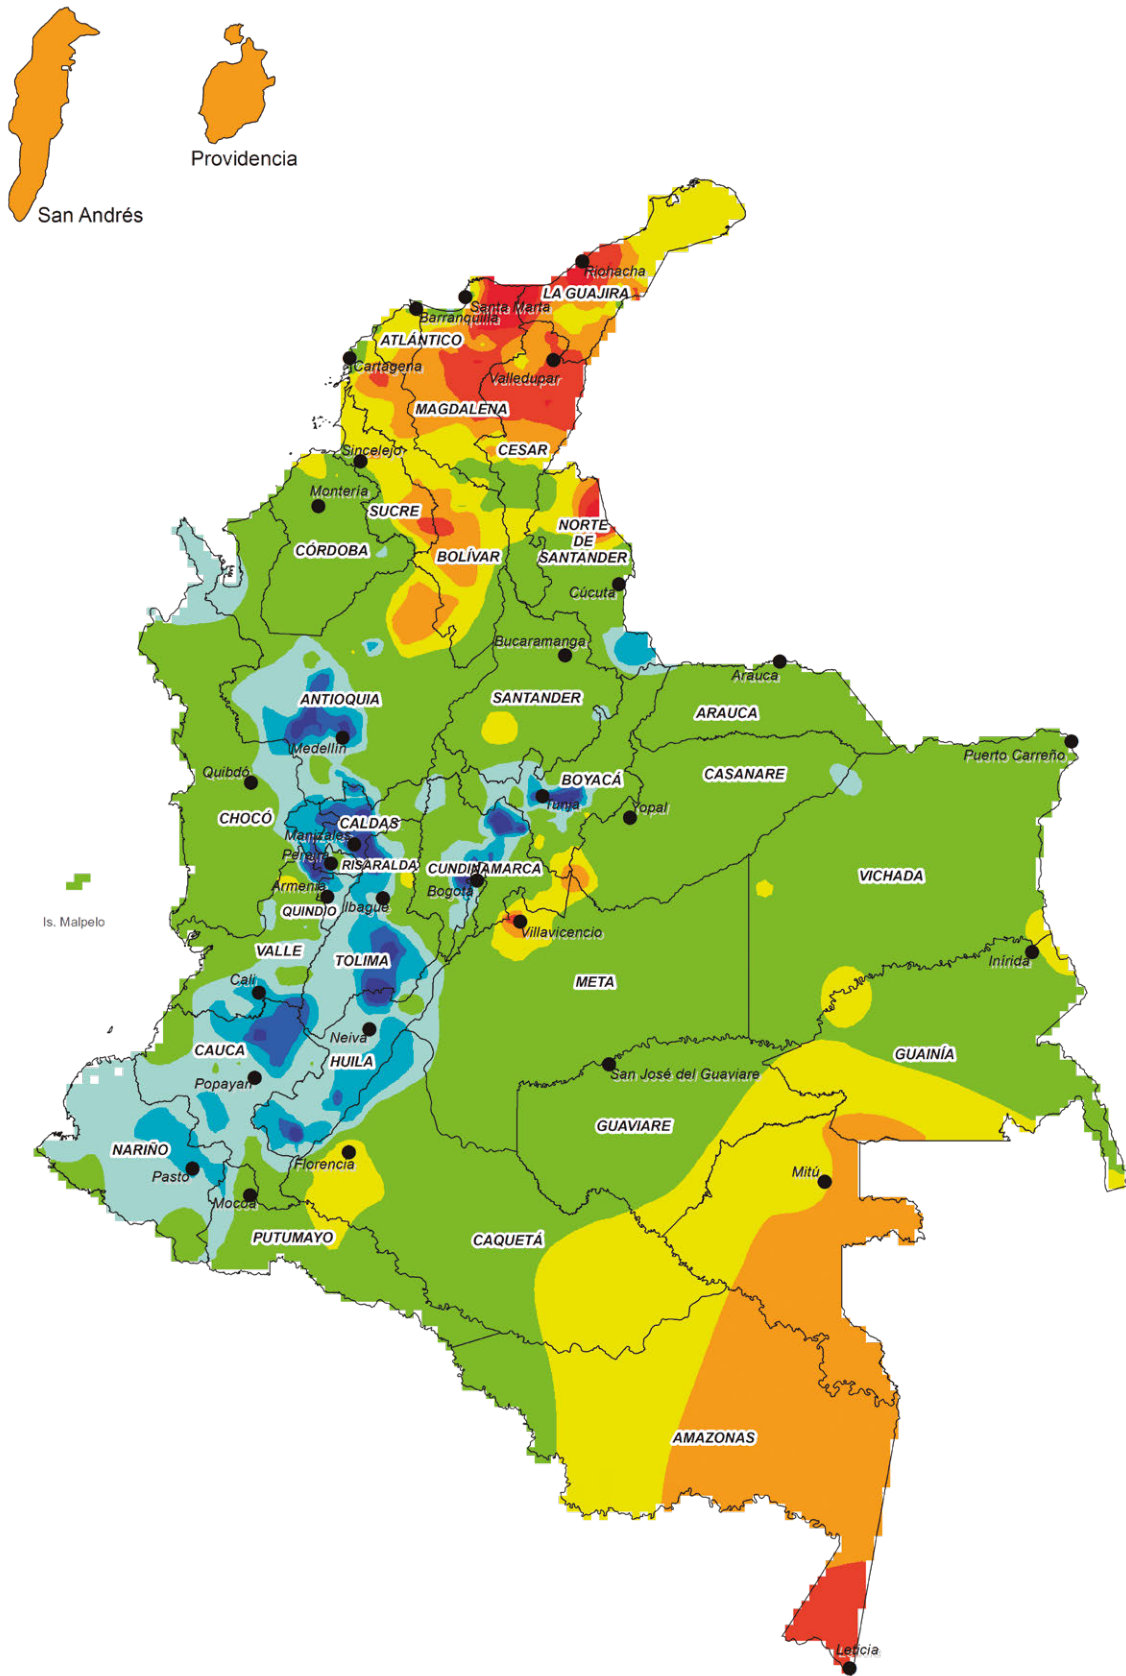 Providencia
San Andrés
Riohacha
LA GUAJIRA
Santa Marta
Barranquilla
ATLÁNTICO
Cartagena
Valledupar
MAGDALENA
CESAR
Sincelejo
Montería
SUCRE
NORTE
DE
SANTANDER
CÓRDOBA
BOLÍVAR
Cúcuta
Bucaramanga
Arauca
ANTIOQUIA
SANTANDER
ARAUCA
Medellín
Puerto Carreño
Quibdó
BOYACÁ
CASANARE
Tunja
Yopal
CHOCÓ
CALDAS
Manizales
Pereira
RISARALDA
CUNDINAMARCA
VICHADA
Armenia
Bogotá
Ibagué
QUINDIO
Is. Malpelo
Villavicencio
VALLE
TOLIMA
Inírida
Cali
META
Neiva
CAUCA
HUILA
GUAINÍA
Popayan
San José del Guaviare
GUAVIARE
NARIÑO
Florencia
Pasto
Mitú
Mocoa
PUTUMAYO
CAQUETÁ
AMAZONAS
Leticia